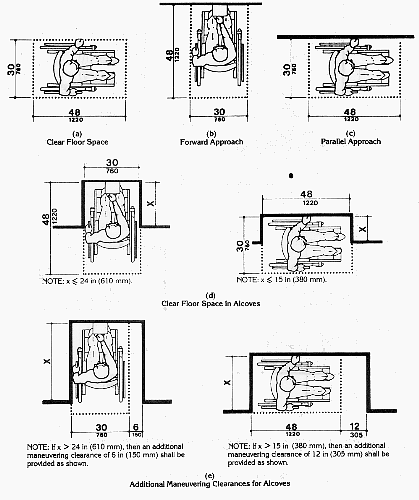 30
760
48
1220
(a)
Clear Floor Space
48
1220
30
760
(b)
Forward Approach
48
1220
(c)
Parallel Approach
30
760
48
1220
X
NOTE: x ≤ 24 in (610 mm).
48
1220
30
760
X
NOTE: x ≤ 15 in (380 mm).
(d)
Clear Floor Space in Alcoves
X
30
760
6
150
NOTE: If x > 24 in (610 mm), then an additional
maneuvering clearance of 6 in (150 mm) shall be
provided as shown.
X
48
1220
12
305
NOTE: If x > 15 in (380 mm), then an additional
maneuvering clearance of 12 in (305 mm) shall be
provided as shown.
(e)
Additional Maneuvering Clearances for Alcoves